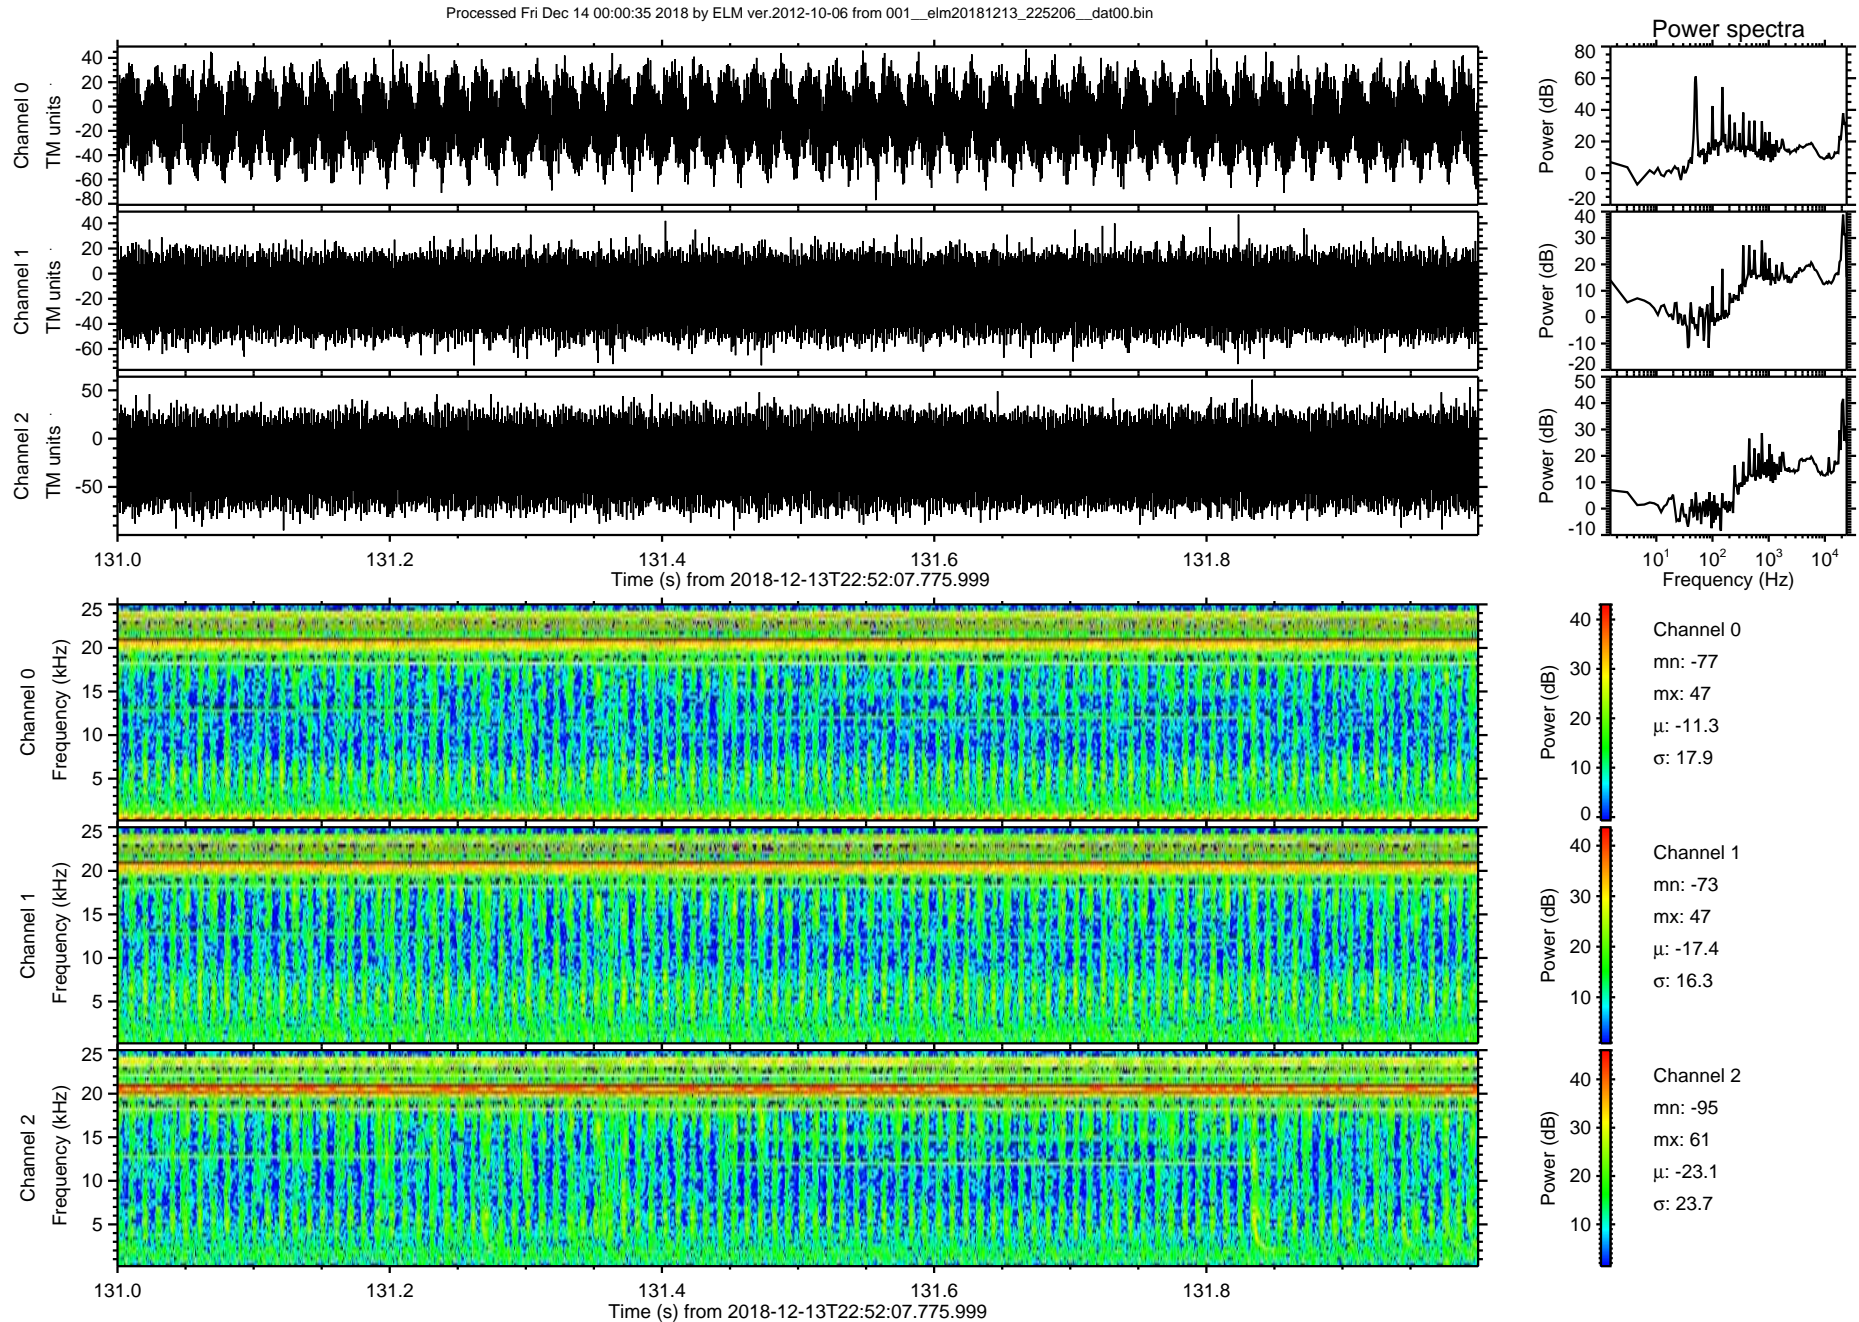 Processed Fri Dec 14 00:00:35 2018 by ELM ver.2012-10-06 from 001__elm20181213_225206__dat00.bin
Power spectra
Channel 0
TM units
40
20
0
-20
-40
-60
-80
Power (dB)
80
60
40
20
0
-20
Channel 1
TM units
40
20
0
-20
-40
-60
Power (dB)
40
30
20
10
0
-10
-20
Channel 2
TM units
50
0
-50
Power (dB)
50
40
30
20
10
0
-10
131.0 131.2 131.4 131.6 131.8
Time (s) from 2018-12-13T22:52:07.775.999
10¹ 10² 10³ 10⁴
Frequency (Hz)
Channel 0
Frequency (kHz)
25
20
15
10
5
Power (dB)
40
30
20
10
0
Channel 0
mn: -77
mx: 47
µ: -11.3
σ: 17.9
Channel 1
Frequency (kHz)
25
20
15
10
5
Power (dB)
40
30
20
10
Channel 1
mn: -73
mx: 47
µ: -17.4
σ: 16.3
Channel 2
Frequency (kHz)
25
20
15
10
5
Power (dB)
40
30
20
10
Channel 2
mn: -95
mx: 61
µ: -23.1
σ: 23.7
131.0 131.2 131.4 131.6 131.8
Time (s) from 2018-12-13T22:52:07.775.999